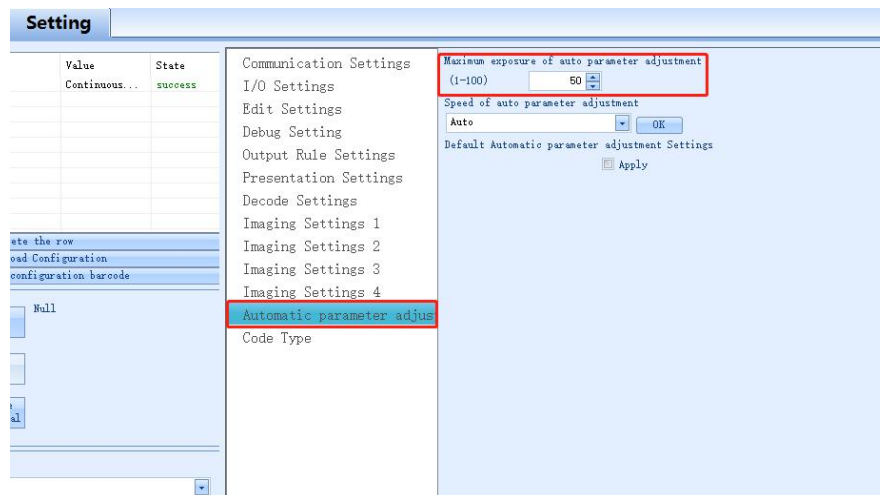 Setting
Value State
Continuous... success
ete the row
oad Configuration
configuration barcode
Null
al
Communication Settings
I/O Settings
Edit Settings
Debug Setting
Output Rule Settings
Presentation Settings
Decode Settings
Imaging Settings 1
Imaging Settings 2
Imaging Settings 3
Imaging Settings 4
Automatic parameter adjus
Code Type
Maximum exposure of auto parameter adjustment
(1-100) 50
Speed of auto parameter adjustment
Auto OK
Default Automatic parameter adjustment Settings
Apply